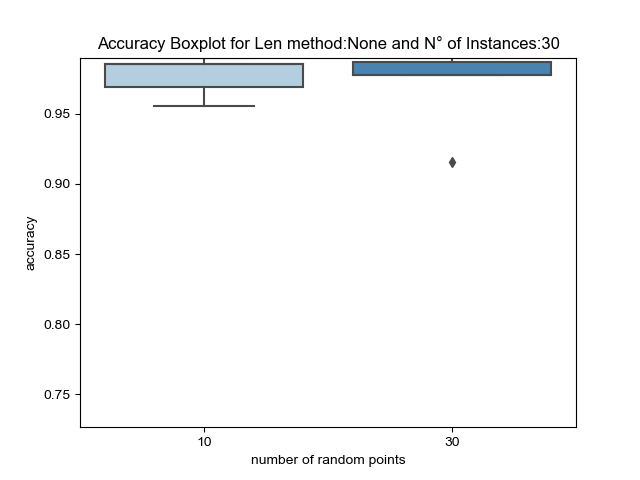 Accuracy Boxplot for Len method:None and N° of Instances:30
0.95
0.90
0.85
0.80
0.75
accuracy
10
30
number of random points